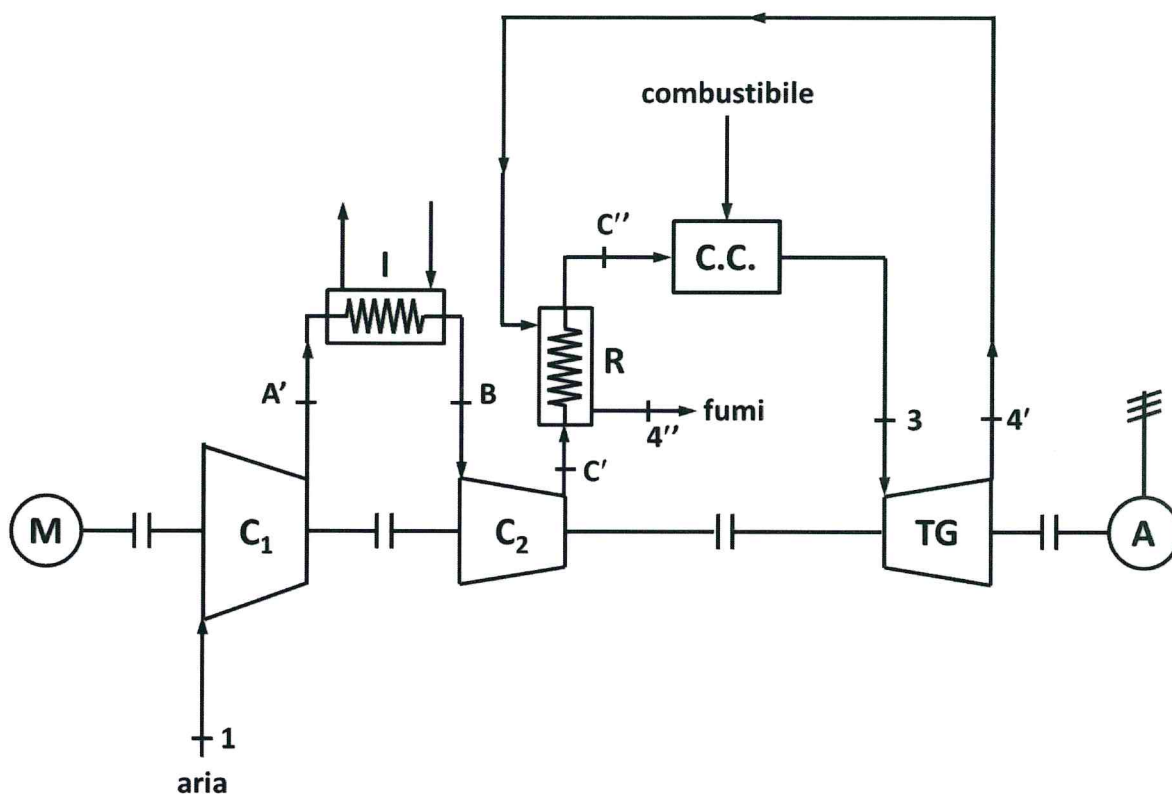 combustibile
C''
C.C.
I
R
A'
B
fumi
4''
3
4'
C'
M
C₁
C₂
TG
A
1
aria